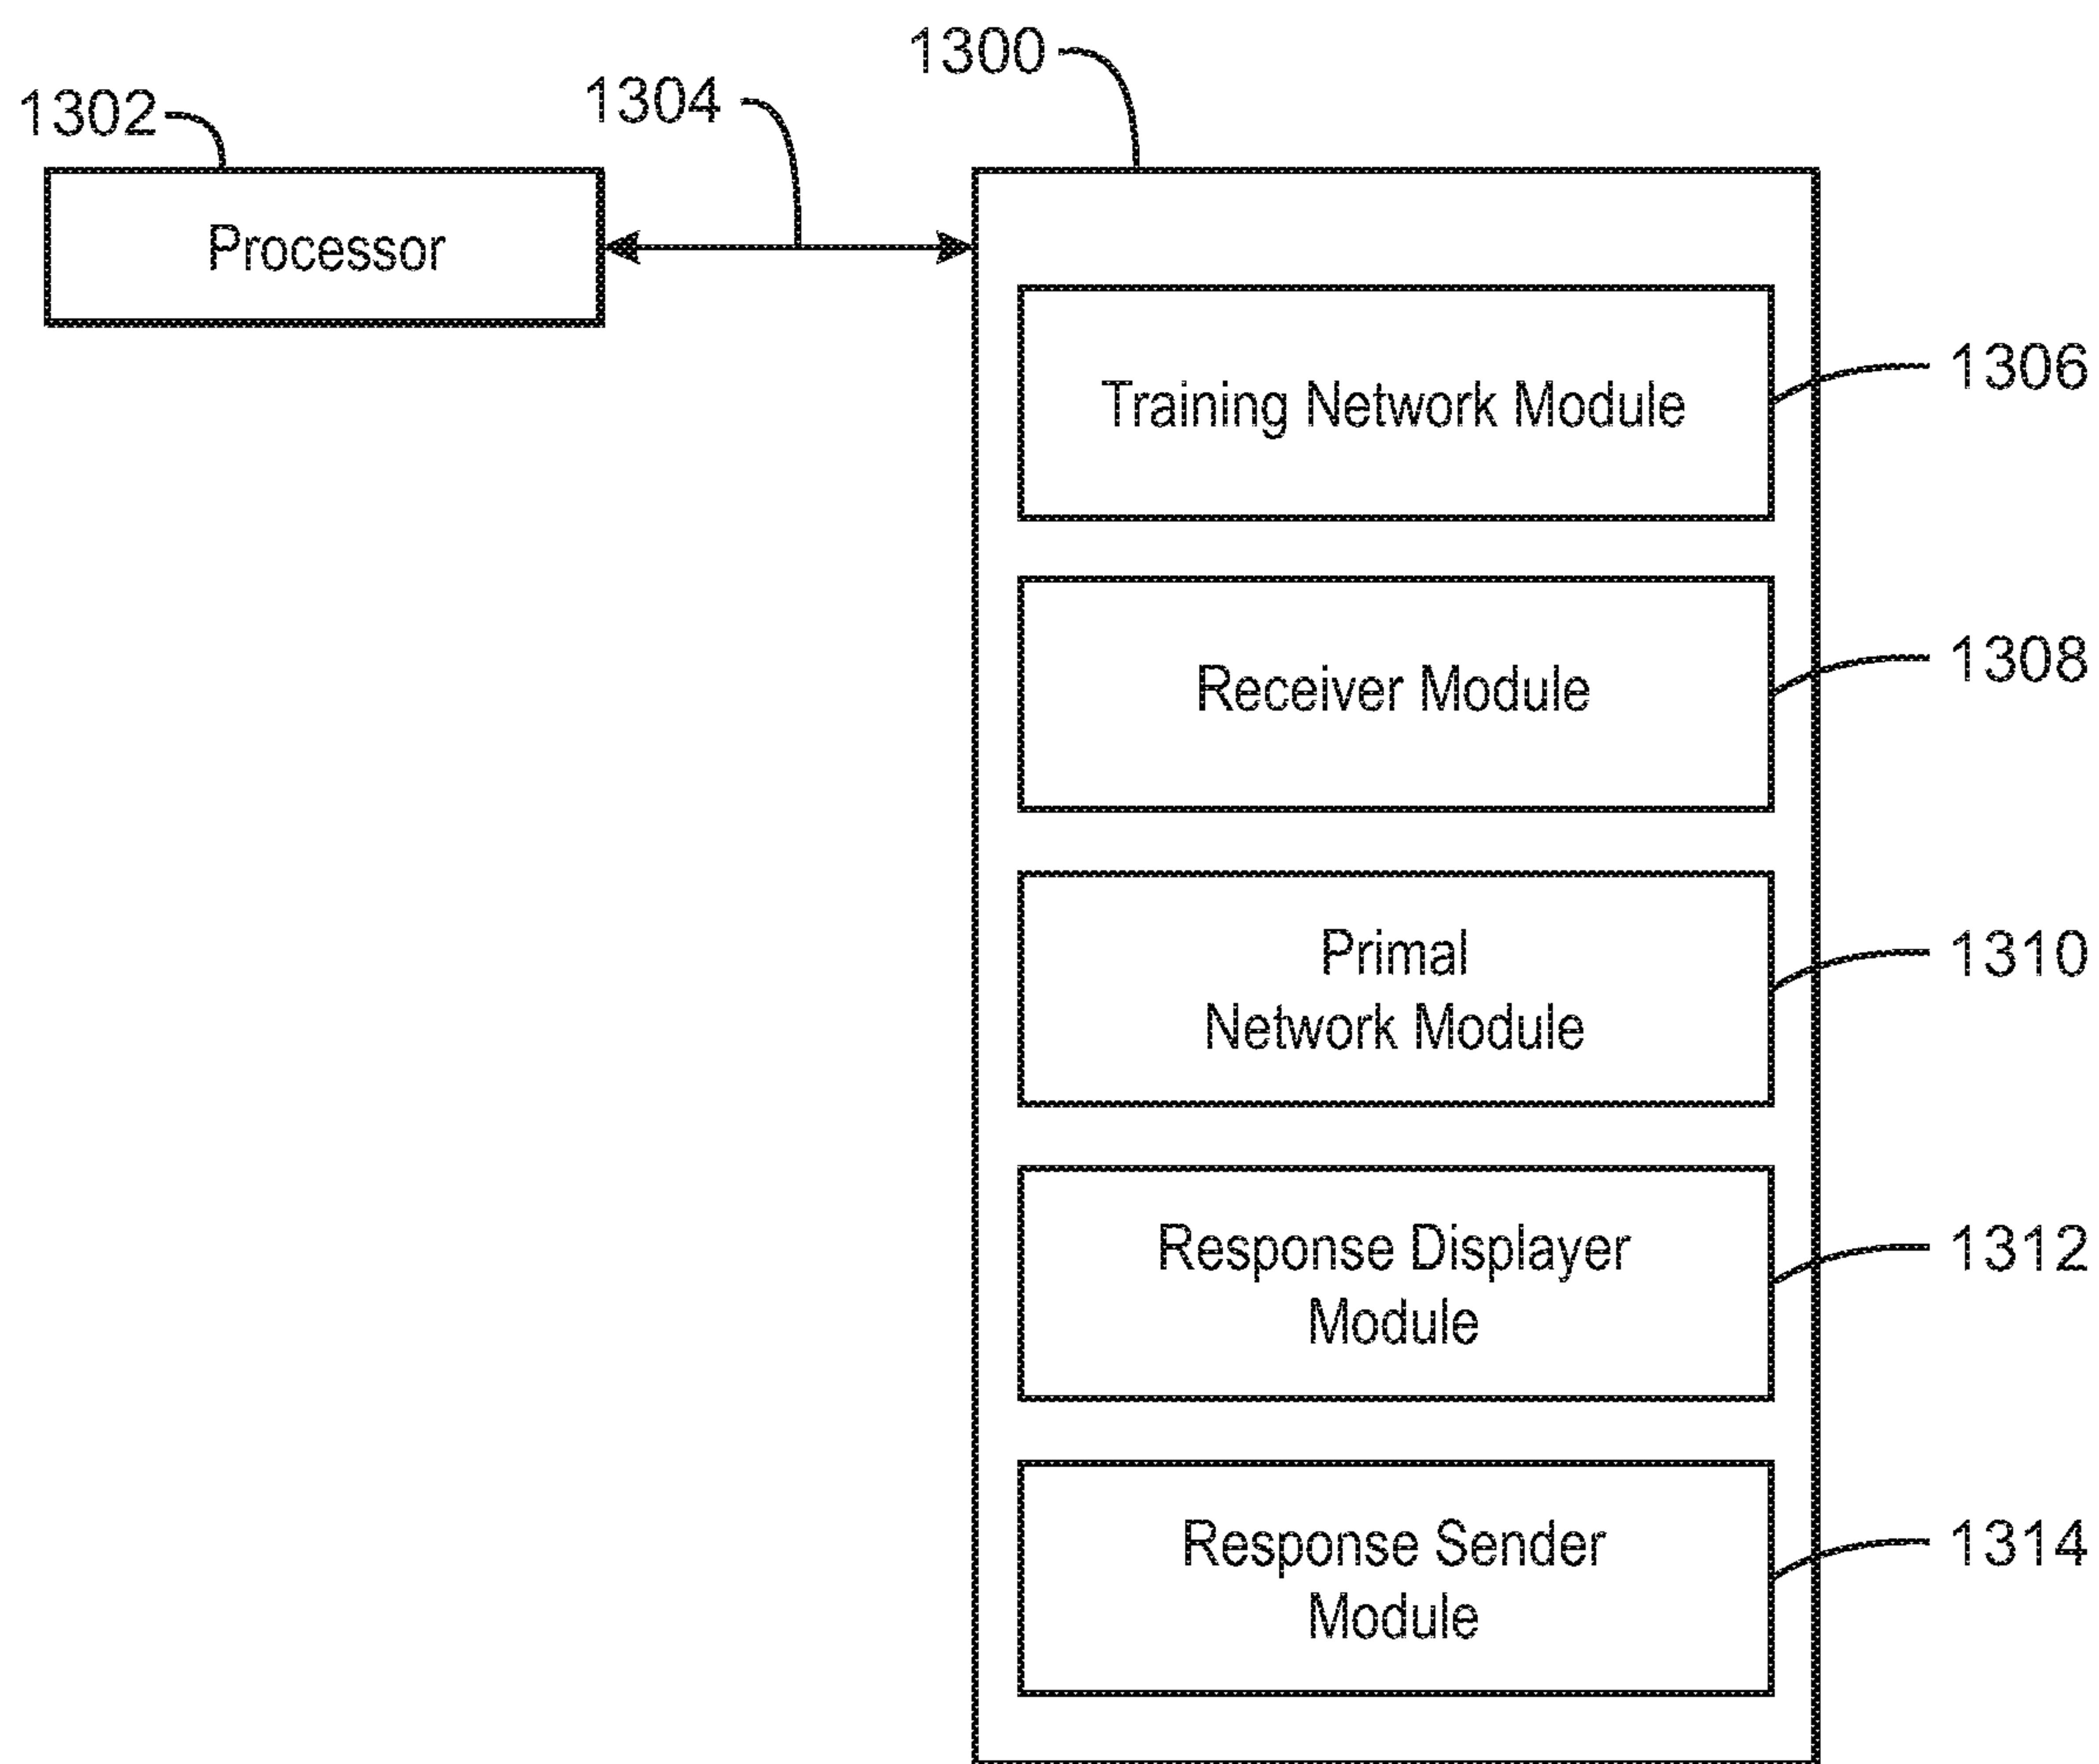 1300
1302
1304
Processor
Training Network Module
1306
Receiver Module
1308
Primal
Network Module
1310
Response Displayer
Module
1312
Response Sender
Module
1314